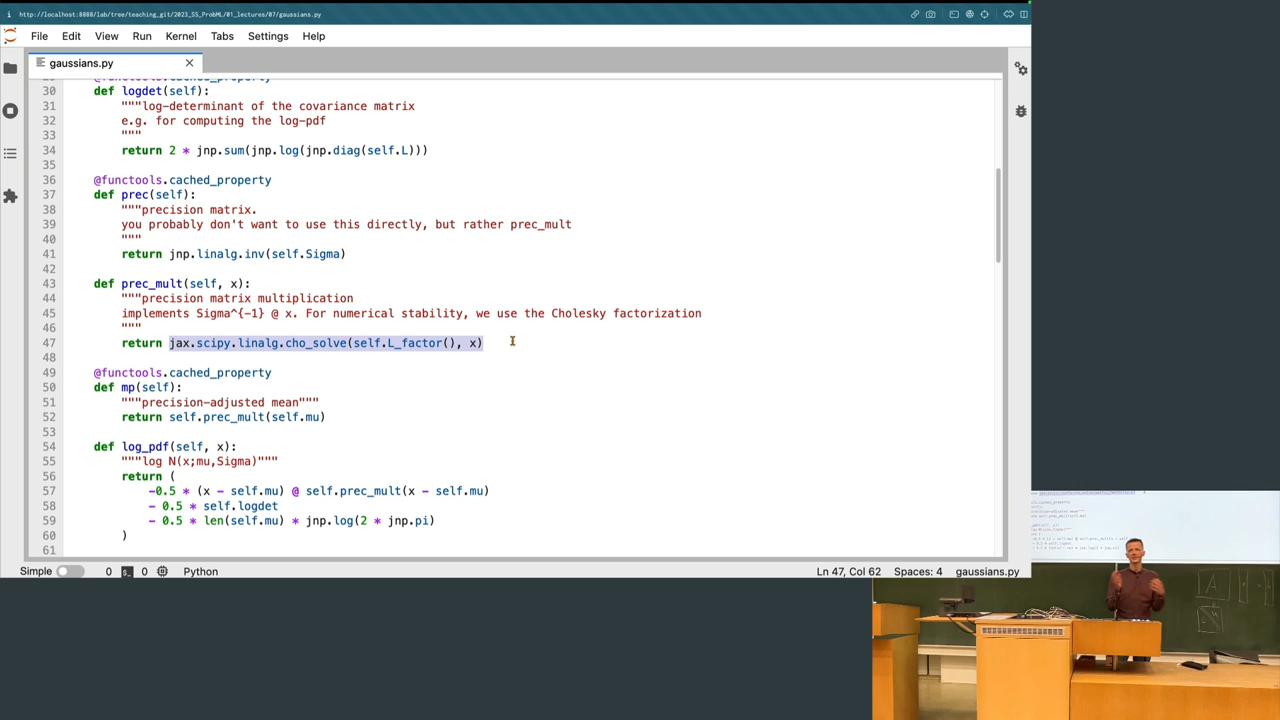 http://localhost:8888/lab/tree/teaching_git/2023_SS_ProbML/01_lectures/07/gaussians.py
File Edit View Run Kernel Tabs Settings Help
gaussians.py
29 @functools.cached_property
30 def logdet(self):
31 """log-determinant of the covariance matrix
32 e.g. for computing the log-pdf
33 """
34 return 2 * jnp.sum(jnp.log(jnp.diag(self.L)))
35
36 @functools.cached_property
37 def prec(self):
38 """precision matrix.
39 you probably don't want to use this directly, but rather prec_mult
40 """
41 return jnp.linalg.inv(self.Sigma)
42
43 def prec_mult(self, x):
44 """precision matrix multiplication
45 implements Sigma^{-1} @ x. For numerical stability, we use the Cholesky factorization
46 """
47 return jax.scipy.linalg.cho_solve(self.L_factor(), x)
48
49 @functools.cached_property
50 def mp(self):
51 """precision-adjusted mean"""
52 return self.prec_mult(self.mu)
53
54 def log_pdf(self, x):
55 """log N(x;mu,Sigma)"""
56 return (
57 -0.5 * (x - self.mu) @ self.prec_mult(x - self.mu)
58 - 0.5 * self.logdet
59 - 0.5 * len(self.mu) * jnp.log(2 * jnp.pi)
60 )
61
Simple 0 $_ 0 Python Ln 47, Col 62 Spaces: 4 gaussians.py
A